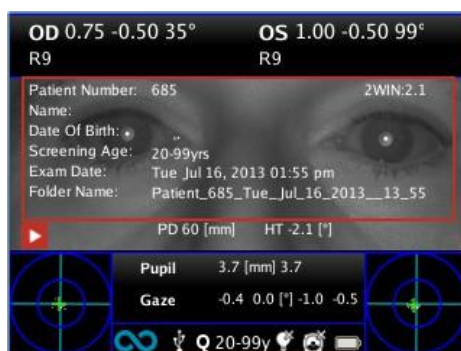 OD 0.75 -0.50 35° OS 1.00 -0.50 99°
R9 R9
Patient Number: 685 2WIN:2.1
Name:
Date Of Birth:
Screening Age: 20-99yrs
Exam Date: Tue Jul 16, 2013 01:55 pm
Folder Name: Patient_685_Tue_Jul_16_2013__13_55
PD 60 [mm] HT -2.1 [°]
Pupil 3.7 [mm] 3.7
Gaze -0.4 0.0 [°] -1.0 -0.5
Q 20-99y